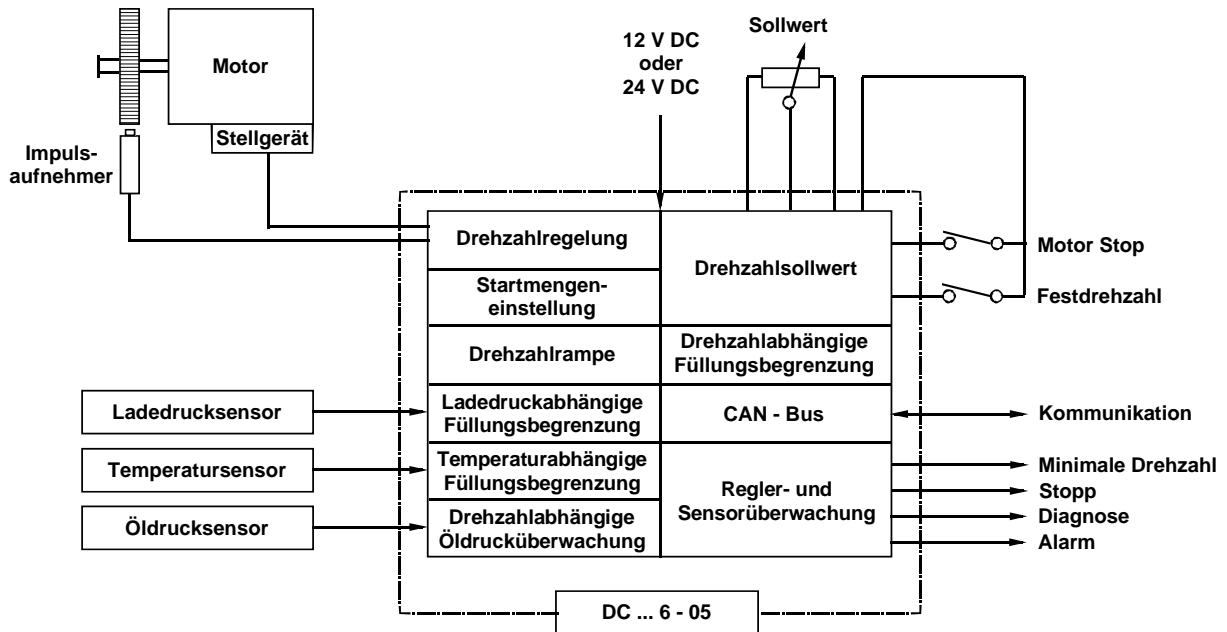 Sollwert
12 V DC
oder
24 V DC
Motor
Stellgerät
Impuls-
aufnehmer
Drehzahlregelung
Startmengen-
einstellung
Drehzahlrampe
Ladedruckabhängige
Füllungsbegrenzung
Temperaturabhängige
Füllungsbegrenzung
Drehzahlabhängige
Öldrucküberwachung
Drehzahlsollwert
Drehzahlabhängige
Füllungsbegrenzung
CAN - Bus
Regler- und
Sensorüberwachung
Ladedrucksensor
Temperatursensor
Öldrucksensor
Motor Stop
Festdrehzahl
Kommunikation
Minimale Drehzahl
Stopp
Diagnose
Alarm
DC ... 6 - 05